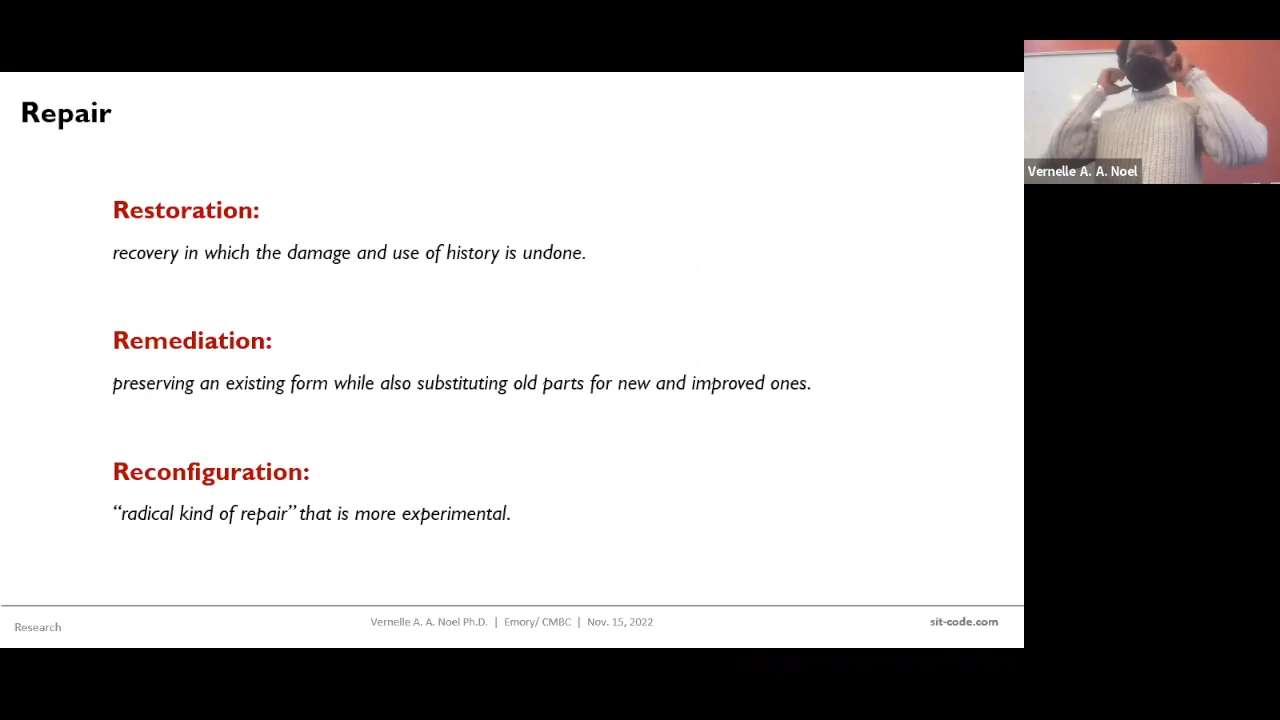 Repair
Restoration:
recovery in which the damage and use of history is undone.
Remediation:
preserving an existing form while also substituting old parts for new and improved ones.
Reconfiguration:
“radical kind of repair” that is more experimental.
Research
Vernelle A. A. Noel Ph.D. | Emory/ CMBC | Nov. 15, 2022
sit-code.com
Vernelle A. A. Noel